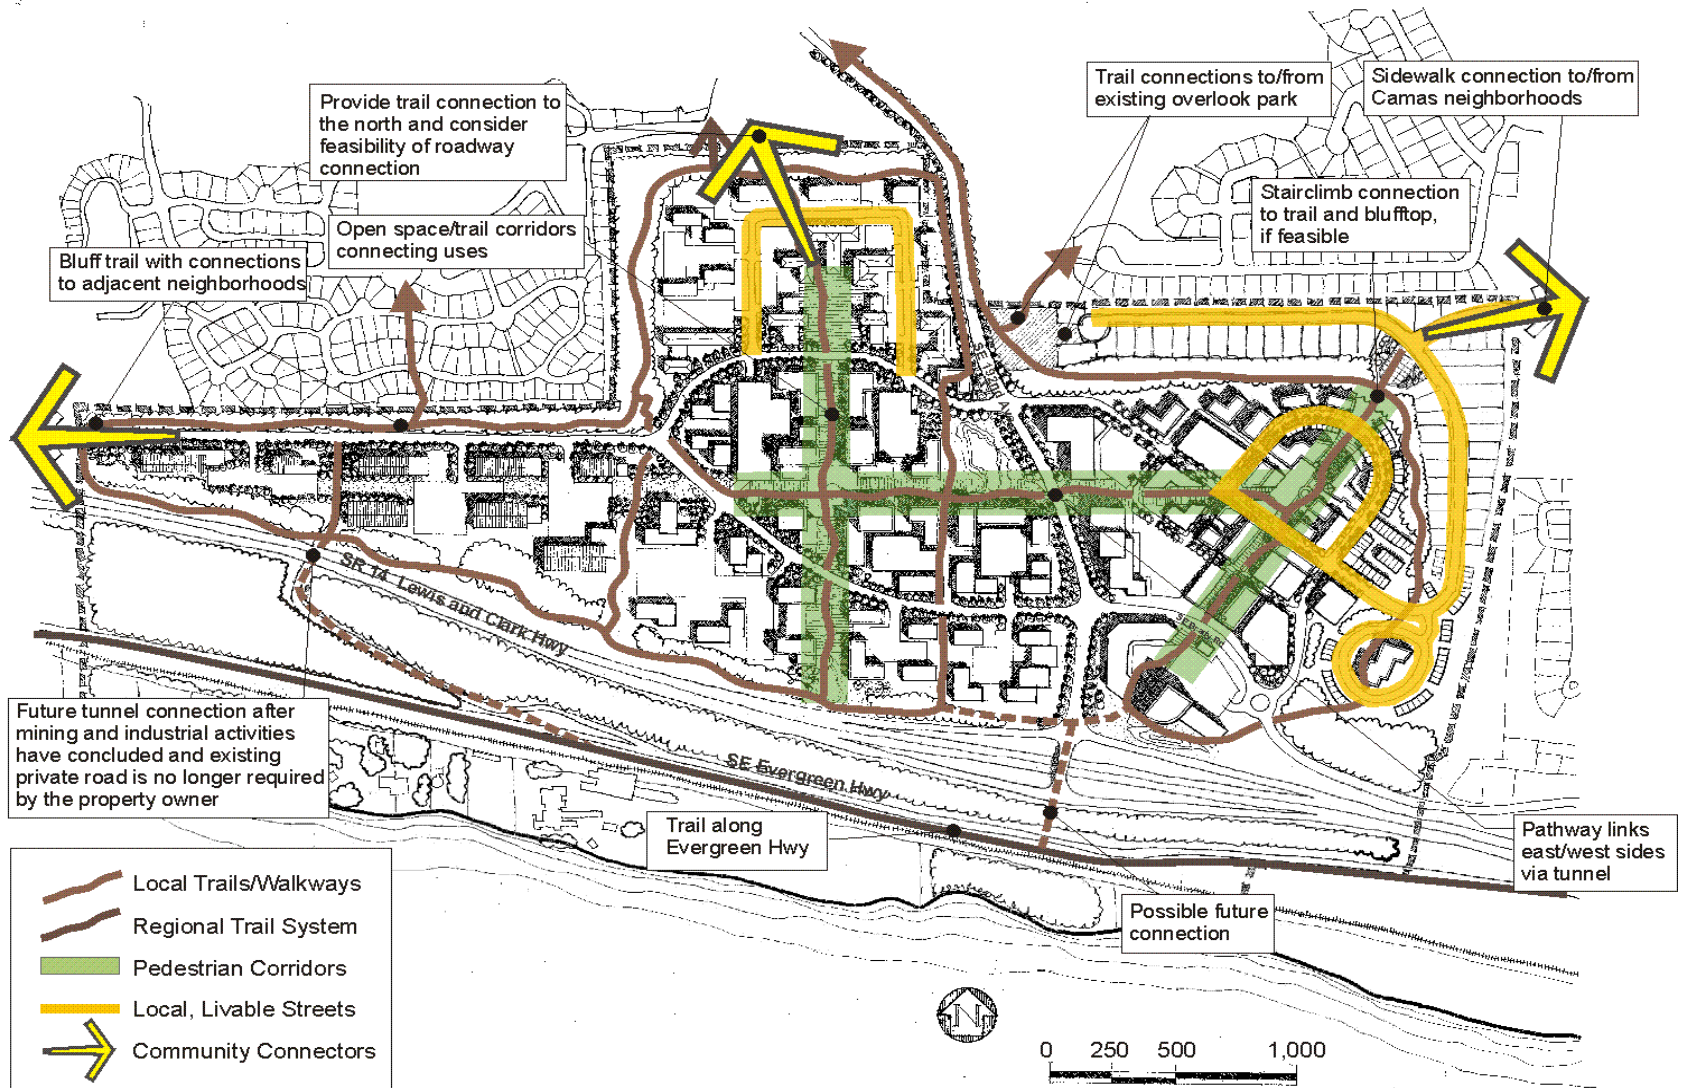 Provide trail connection to
the north and consider
feasibility of roadway
connection
Trail connections to/from
existing overlook park
Sidewalk connection to/from
Camas neighborhoods
Stairclimb connection
to trail and blufftop,
if feasible
Open space/trail corridors
connecting uses
Bluff trail with connections
to adjacent neighborhoods
SE 192nd Ave
SR 14 Lewis and Clark Hwy
SE Evergreen Hwy
Future tunnel connection after
mining and industrial activities
have concluded and existing
private road is no longer required
by the property owner
Trail along
Evergreen Hwy
Pathway links
east/west sides
via tunnel
Possible future
connection
Local Trails/Walkways
Regional Trail System
Pedestrian Corridors
Local, Livable Streets
Community Connectors
N
0 250 500 1,000